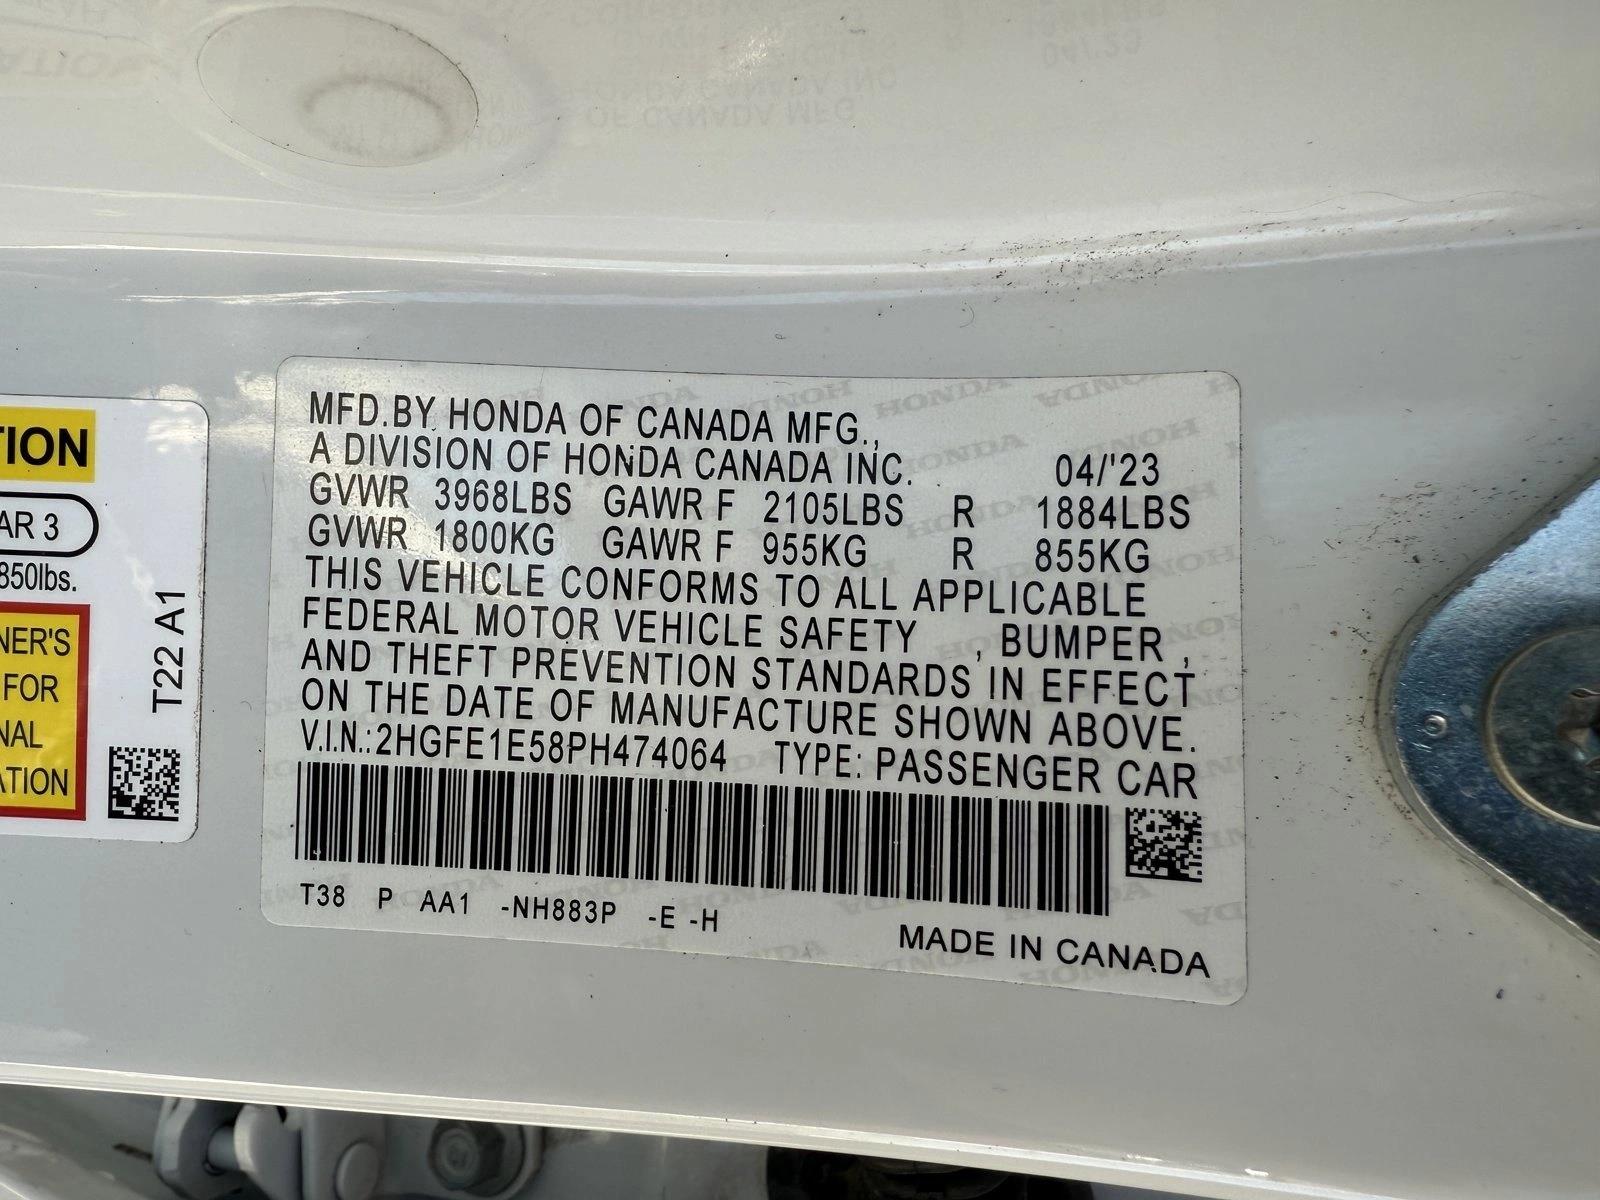 TION
AR 3
850lbs.
NER'S
FOR
NAL
ATION
T22 A1
MFD.BY HONDA OF CANADA MFG.,
A DIVISION OF HONDA CANADA INC. 04/'23
GVWR 3968LBS GAWR F 2105LBS R 1884LBS
GVWR 1800KG GAWR F 955KG R 855KG
THIS VEHICLE CONFORMS TO ALL APPLICABLE
FEDERAL MOTOR VEHICLE SAFETY , BUMPER ,
AND THEFT PREVENTION STANDARDS IN EFFECT
ON THE DATE OF MANUFACTURE SHOWN ABOVE.
V.I.N.:2HGFE1E58PH474064 TYPE: PASSENGER CAR
T38 P AA1 -NH883P -E -H
MADE IN CANADA